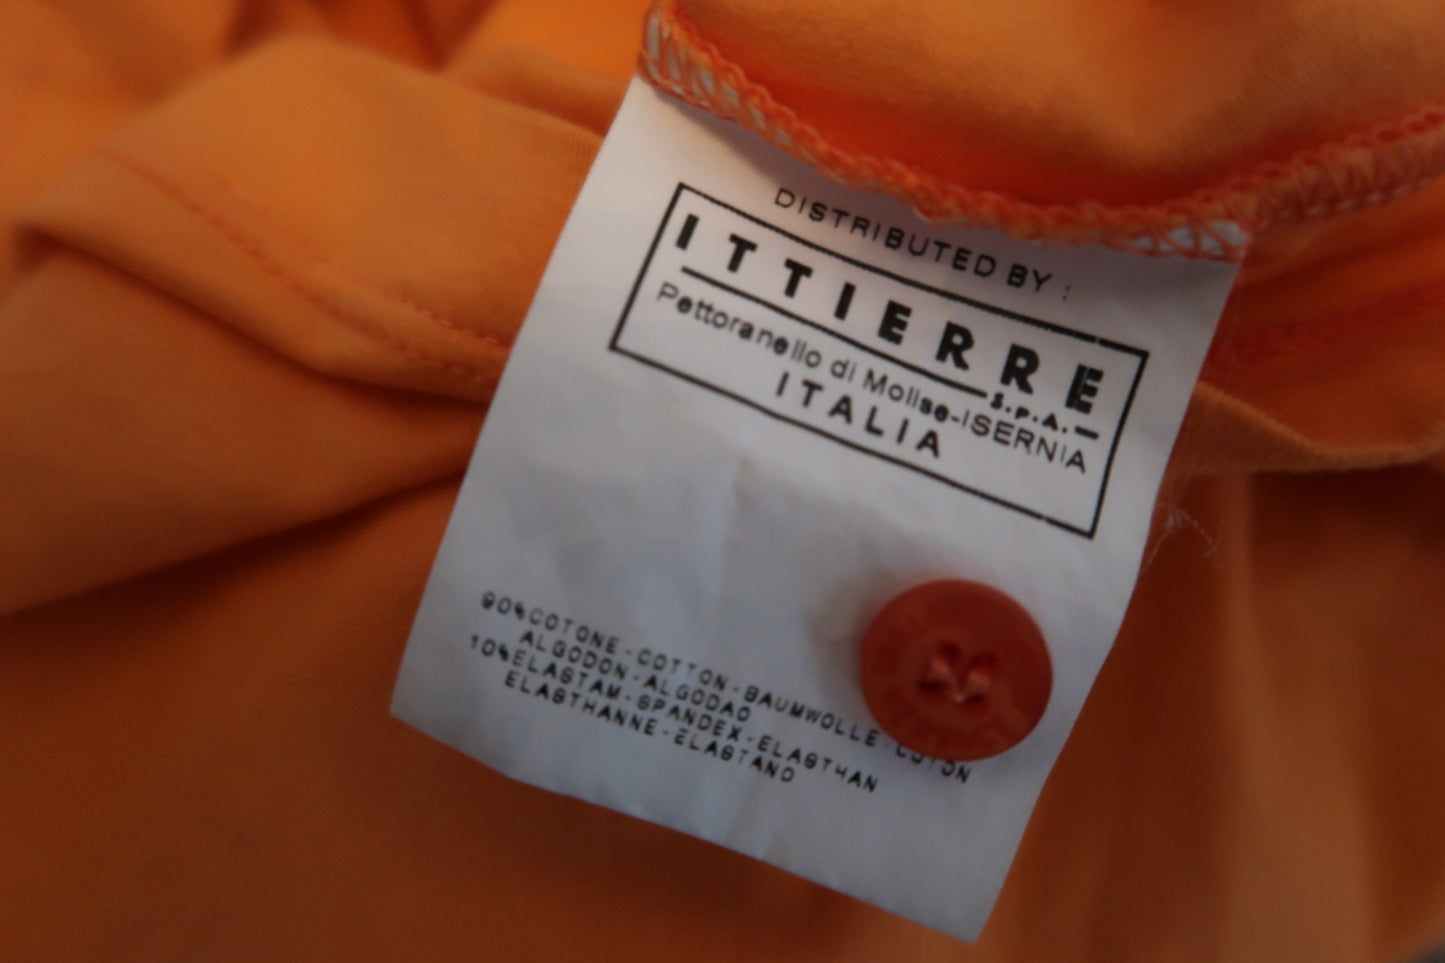 DISTRIBUTED BY :
ITTIERRE
S.p.A.
Pettoranello di Molise-ISERNIA
ITALIA
90%COTONE-COTTON-BAUMWOLLE-COTON
ALGODON-ALGODAO
10%ELASTAM-SPANDEX-ELASTHAN
ELASTHANNE-ELASTANO